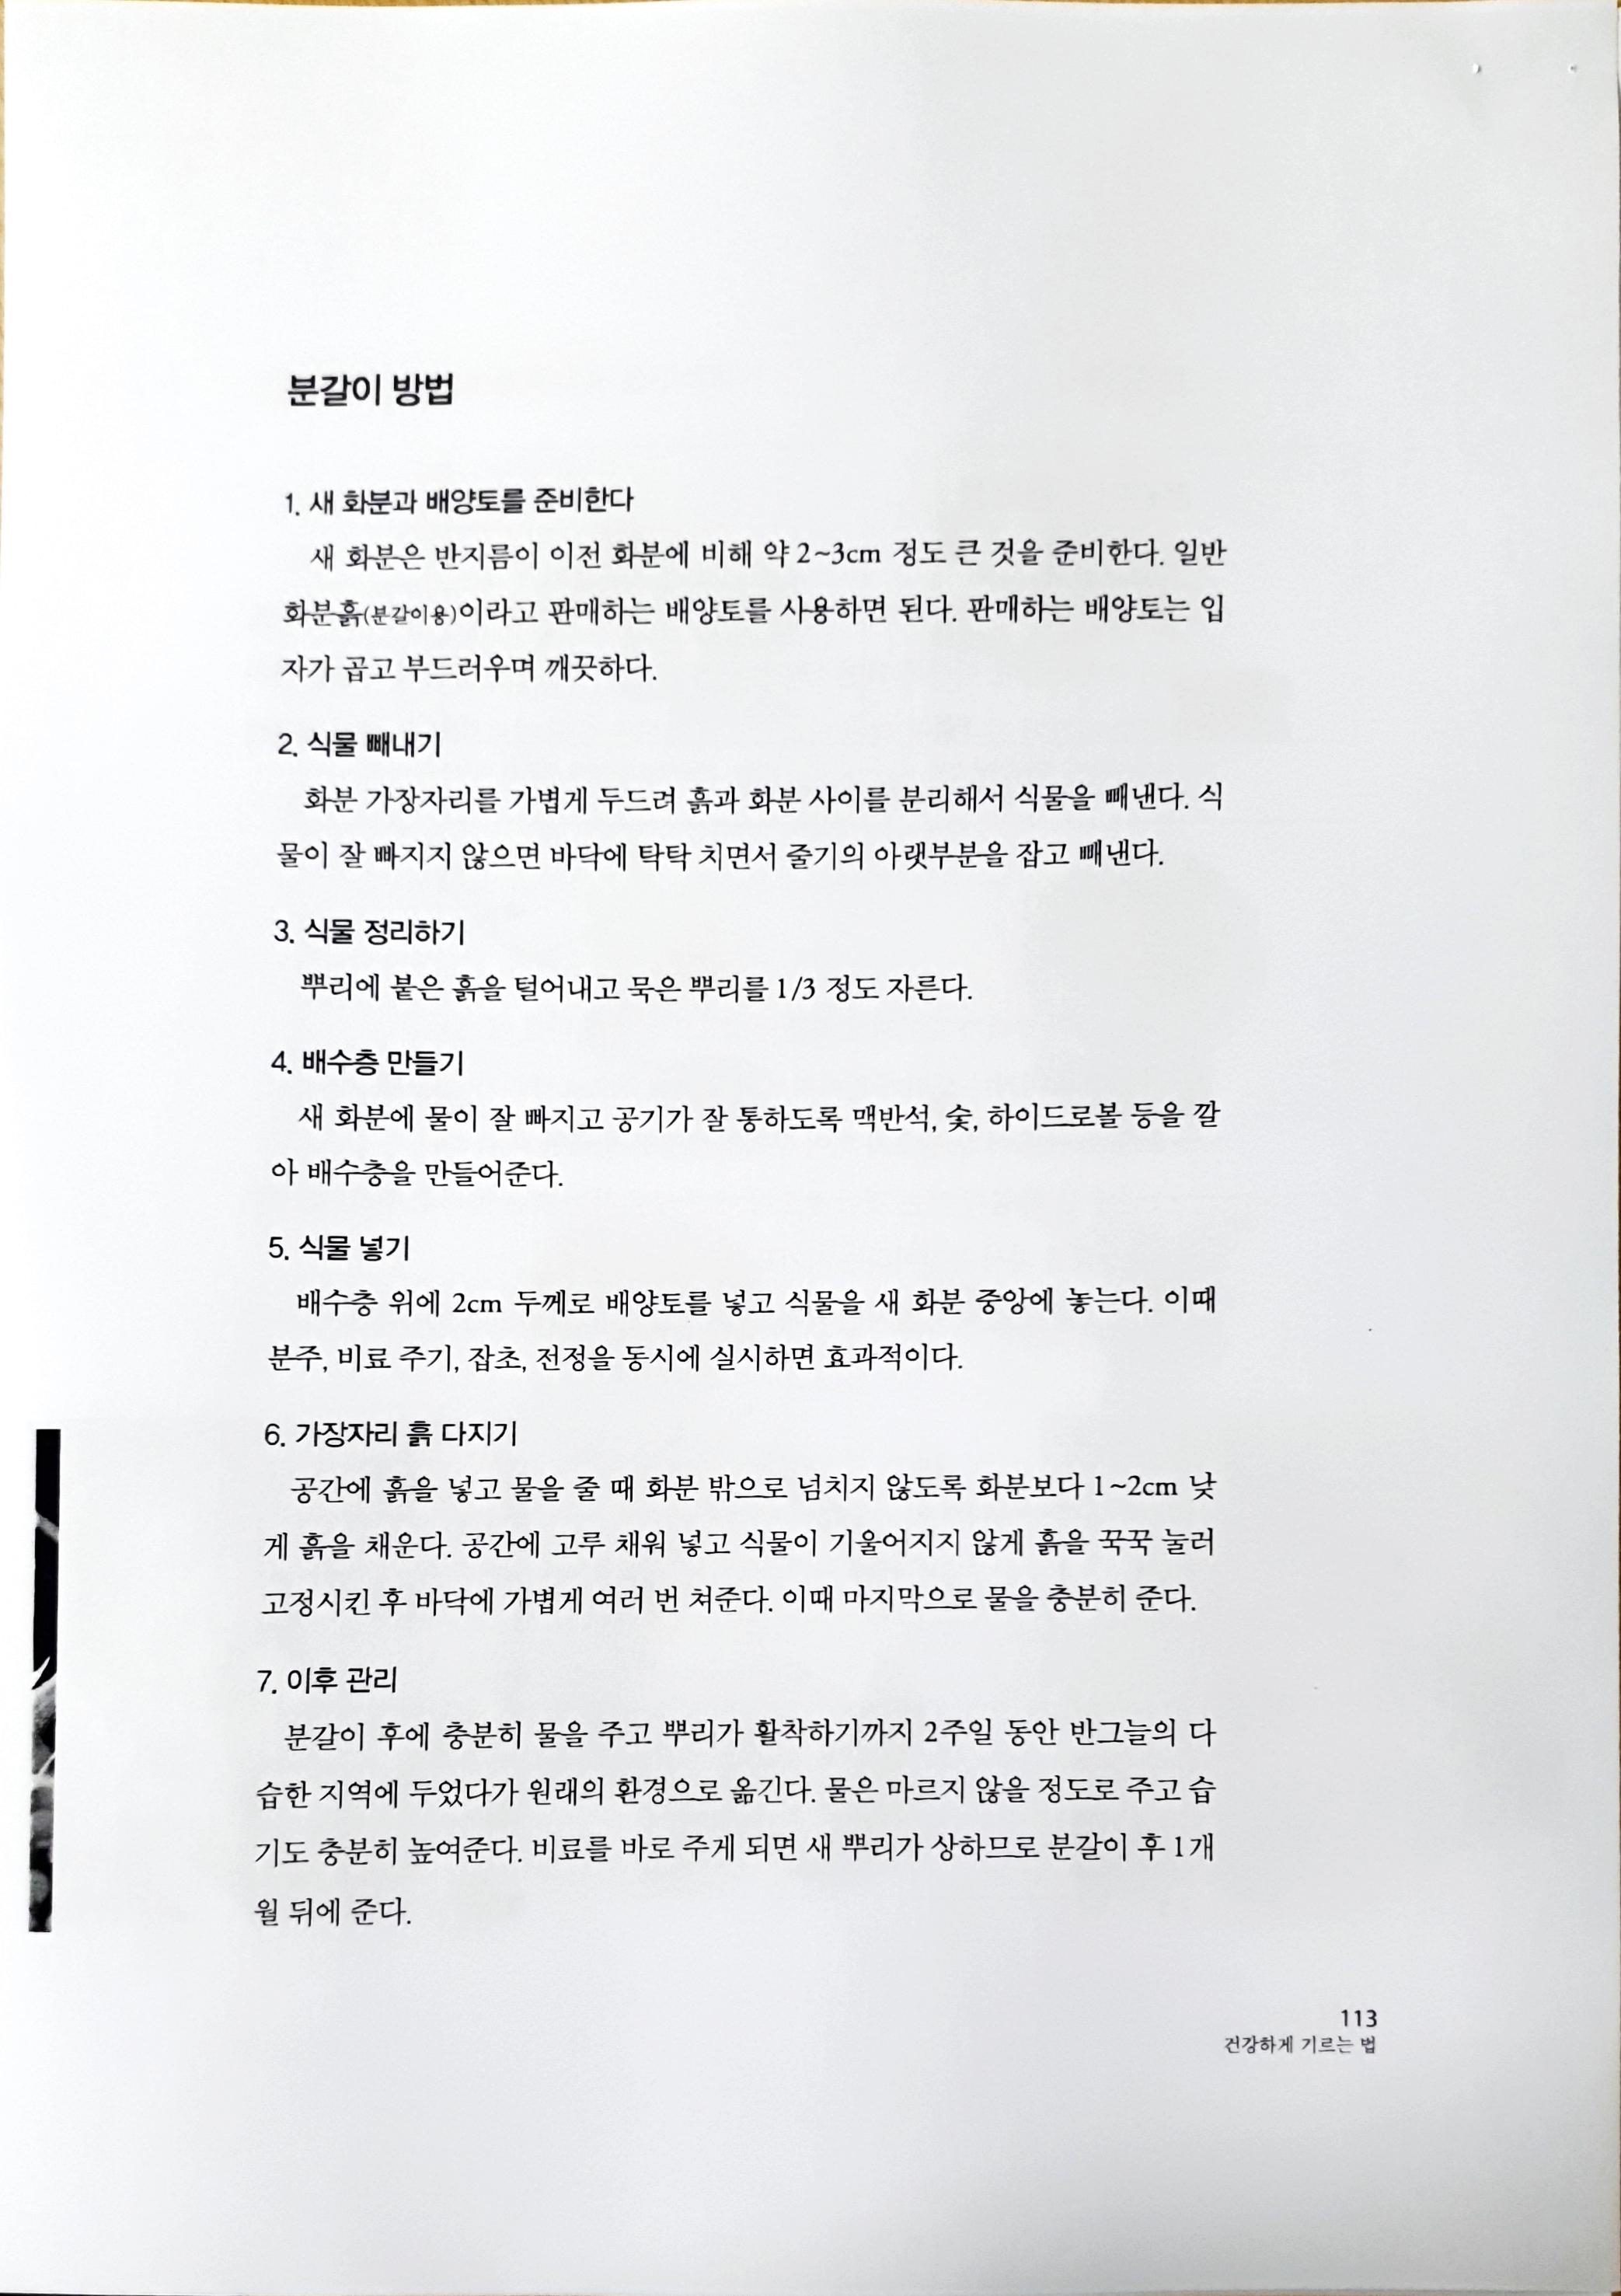 분갈이 방법
1. 새 화분과 배양토를 준비한다
새 화분은 반지름이 이전 화분에 비해 약 2~3cm 정도 큰 것을 준비한다. 일반
화분흙(분갈이용)이라고 판매하는 배양토를 사용하면 된다. 판매하는 배양토는 입
자가 곱고 부드러우며 깨끗하다.
2. 식물 빼내기
화분 가장자리를 가볍게 두드려 흙과 화분 사이를 분리해서 식물을 빼낸다. 식
물이 잘 빠지지 않으면 바닥에 탁탁 치면서 줄기의 아랫부분을 잡고 빼낸다.
3. 식물 정리하기
뿌리에 붙은 흙을 털어내고 묵은 뿌리를 1/3 정도 자른다.
4. 배수층 만들기
새 화분에 물이 잘 빠지고 공기가 잘 통하도록 맥반석, 숯, 하이드로볼 등을 깔
아 배수층을 만들어준다.
5. 식물 넣기
배수층 위에 2cm 두께로 배양토를 넣고 식물을 새 화분 중앙에 놓는다. 이때
분주, 비료 주기, 잡초, 전정을 동시에 실시하면 효과적이다.
6. 가장자리 흙 다지기
공간에 흙을 넣고 물을 줄 때 화분 밖으로 넘치지 않도록 화분보다 1~2cm 낮
게 흙을 채운다. 공간에 고루 채워 넣고 식물이 기울어지지 않게 흙을 꾹꾹 눌러
고정시킨 후 바닥에 가볍게 여러 번 쳐준다. 이때 마지막으로 물을 충분히 준다.
7. 이후 관리
분갈이 후에 충분히 물을 주고 뿌리가 활착하기까지 2주일 동안 반그늘의 다
습한 지역에 두었다가 원래의 환경으로 옮긴다. 물은 마르지 않을 정도로 주고 습
기도 충분히 높여준다. 비료를 바로 주게 되면 새 뿌리가 상하므로 분갈이 후 1개
월 뒤에 준다.
113
건강하게 기르는 법